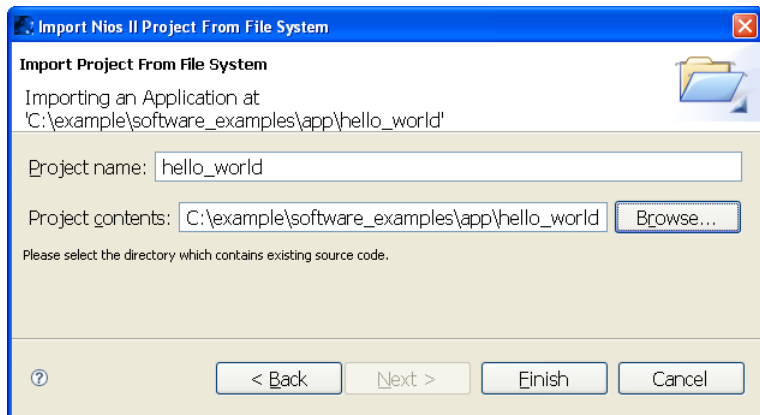 Import Nios II Project From File System
Import Project From File System
Importing an Application at
'C:\example\software_examples\app\hello_world'
Project name: hello_world
Project contents: C:\example\software_examples\app\hello_world Browse...
Please select the directory which contains existing source code.
? < Back Next > Finish Cancel